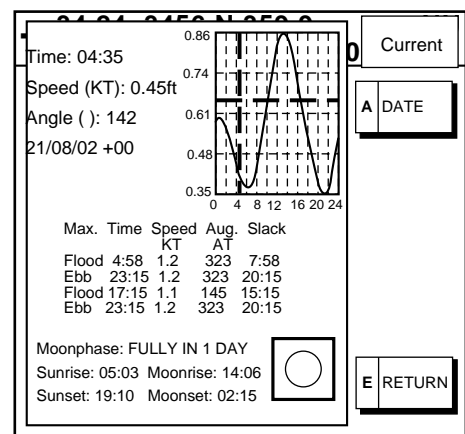 Time: 04:35
Speed (KT): 0.45ft
Angle ( ): 142
21/08/02 +00
0.86
0.74
0.61
0.48
0.35
0 4 8 12 16 20 24
Current
A DATE
Max. Time Speed Aug. Slack
KT AT
Flood 4:58 1.2 323 7:58
Ebb 23:15 1.2 323 20:15
Flood 17:15 1.1 145 15:15
Ebb 23:15 1.2 323 20:15
Moonphase: FULLY IN 1 DAY
Sunrise: 05:03 Moonrise: 14:06
Sunset: 19:10 Moonset: 02:15
E RETURN